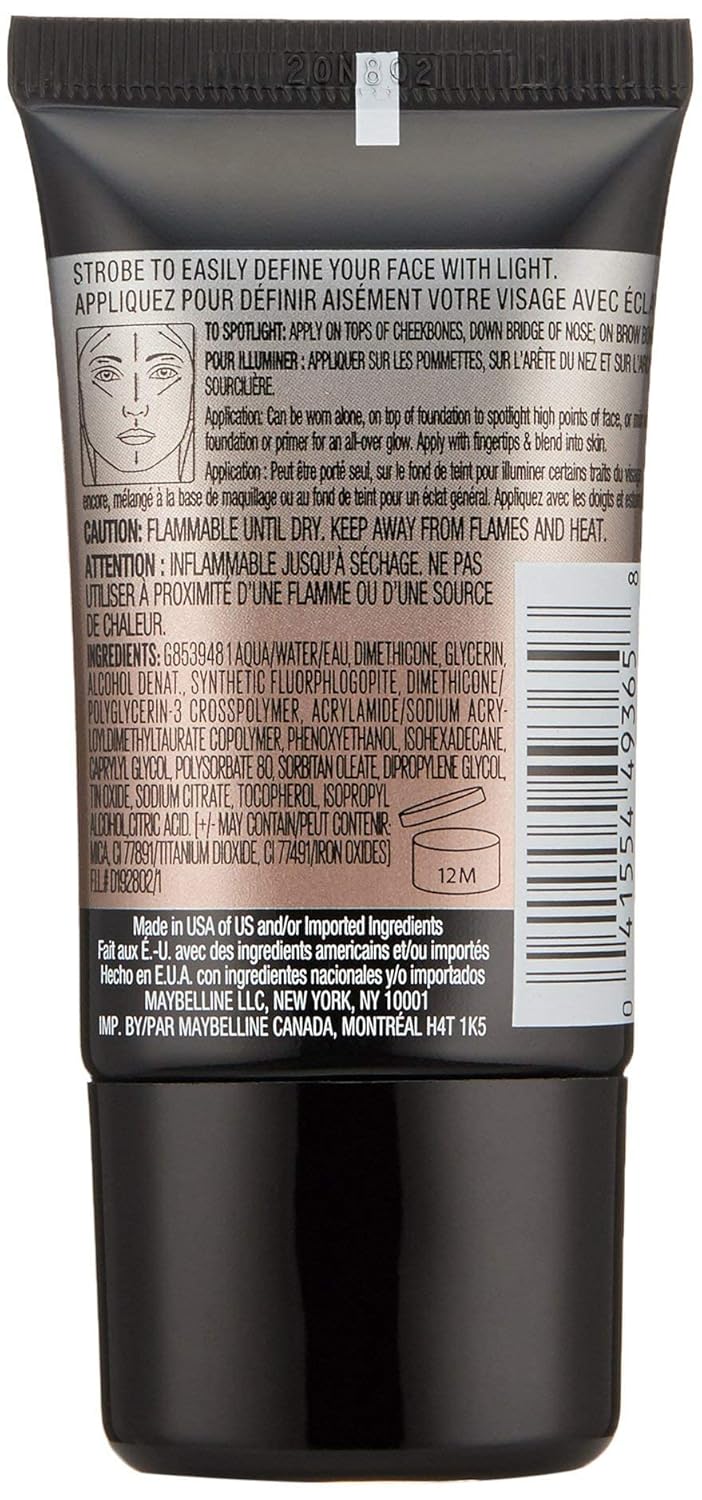 20N802
STROBE TO EASILY DEFINE YOUR FACE WITH LIGHT.
APPLIQUEZ POUR DÉFINIR AISÉMENT VOTRE VISAGE AVEC
TO SPOTLIGHT: APPLY ON TOPS OF CHEEKBONES, DOWN BRIDGE OF NOSE; ON BROW
POUR ILLUMINER : APPLIQUER SUR LES POMMETTES, SUR L'ARÊTE DU NEZ ET SUR
SOURCILIÈRE.
Application: Can be worn alone, on top of foundation to spotlight high points of face, or
foundation or primer for an all-over glow. Apply with fingertips & blend into skin.
Application : Peut être porté seul, sur le fond de teint pour illuminer certains traits du visage
encore, mélangé à la base de maquillage ou au fond de teint pour un éclat général. Appliquez avec les doigts et
CAUTION: FLAMMABLE UNTIL DRY. KEEP AWAY FROM FLAMES AND HEAT.
ATTENTION : INFLAMMABLE JUSQU'À SÉCHAGE. NE PAS
UTILISER À PROXIMITÉ D'UNE FLAMME OU D'UNE SOURCE
DE CHALEUR.
INGREDIENTS: G8539481 AQUA/WATER/EAU, DIMETHICONE, GLYCERIN,
ALCOHOL DENAT., SYNTHETIC FLUORPHLOGOPITE, DIMETHICONE/
POLYGLYCERIN-3 CROSSPOLYMER, ACRYLAMIDE/SODIUM ACRY-
LOYLDIMETHYLTAURATE COPOLYMER, PHENOXYETHANOL, ISOHEXADECANE,
CAPRYLYL GLYCOL, POLYSORBATE 80, SORBITAN OLEATE, DIPROPYLENE GLYCOL,
TIN OXIDE, SODIUM CITRATE, TOCOPHEROL, ISOPROPYL
ALCOHOL,CITRIC ACID. [+/- MAY CONTAIN/PEUT CONTENIR:
MICA, CI 77891/TITANIUM DIOXIDE, CI 77491/IRON OXIDES]
F.I.L.# D192802/1
12M
Made in USA of US and/or Imported Ingredients
Fait aux É.-U. avec des ingredients americains et/ou importés
Hecho en E.U.A. con ingredientes nacionales y/o importados
MAYBELLINE LLC, NEW YORK, NY 10001
IMP. BY/PAR MAYBELLINE CANADA, MONTRÉAL H4T 1K5
0 41554 49365 8